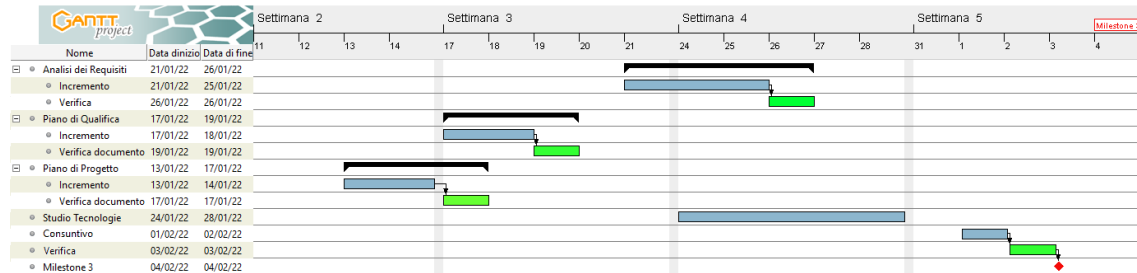 GANTT
project
Settimana 2 Settimana 3 Settimana 4 Settimana 5
Milestone 3
Nome Data dinizio Data di fine
11 12 13 14 17 18 19 20 21 24 25 26 27 28 31 1 2 3 4
Analisi dei Requisiti 21/01/22 26/01/22
Incremento 21/01/22 25/01/22
Verifica 26/01/22 26/01/22
Piano di Qualifica 17/01/22 19/01/22
Incremento 17/01/22 18/01/22
Verifica documento 19/01/22 19/01/22
Piano di Progetto 13/01/22 17/01/22
Incremento 13/01/22 14/01/22
Verifica documento 17/01/22 17/01/22
Studio Tecnologie 24/01/22 28/01/22
Consuntivo 01/02/22 02/02/22
Verifica 03/02/22 03/02/22
Milestone 3 04/02/22 04/02/22